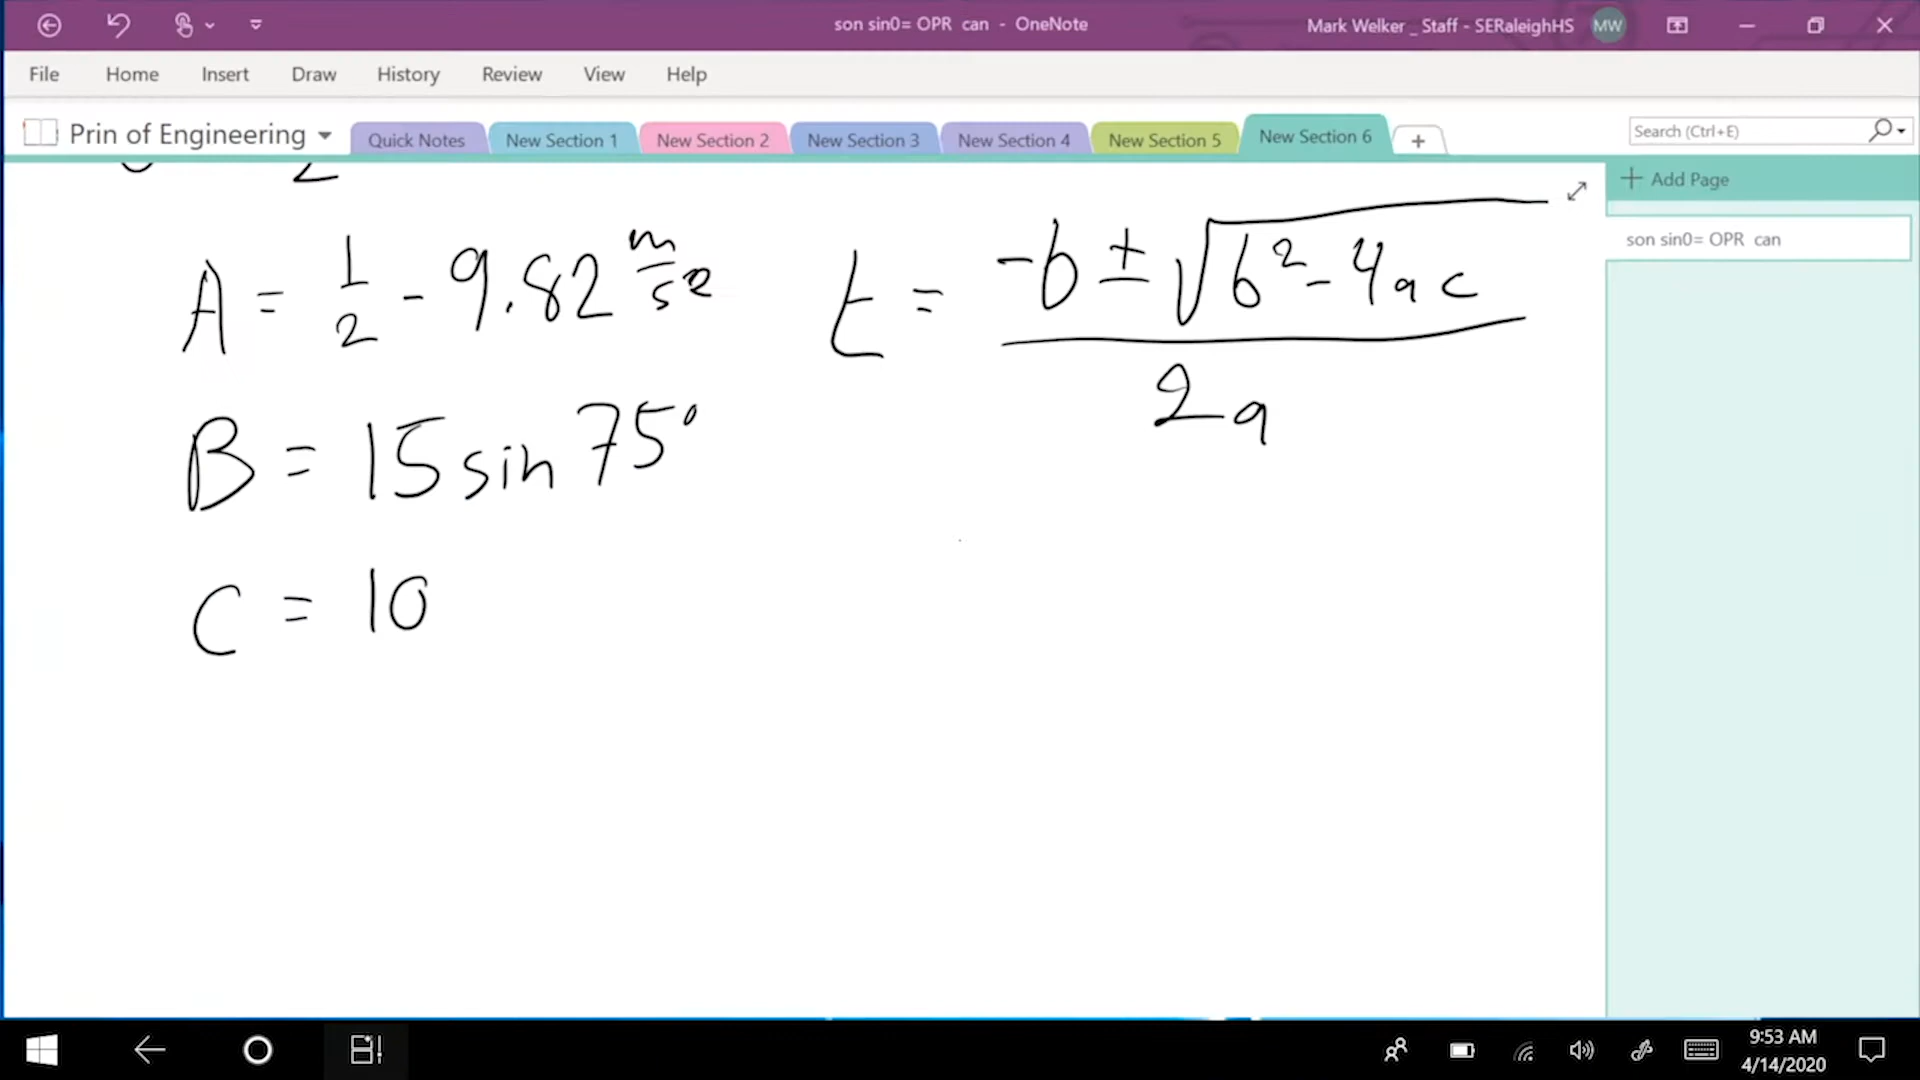 son sin0= OPR can - OneNote
Mark Welker _ Staff - SERaleighHS
MW
File Home Insert Draw History Review View Help
Prin of Engineering
Quick Notes
New Section 1
New Section 2
New Section 3
New Section 4
New Section 5
New Section 6
+
Search (Ctrl+E)
+ Add Page
son sin0= OPR can
2
A = 1/2 - 9.82 m/s2
t = -b ± √b² - 4ac / 2a
B = 15 sin 75°
C = 10
9:53 AM
4/14/2020